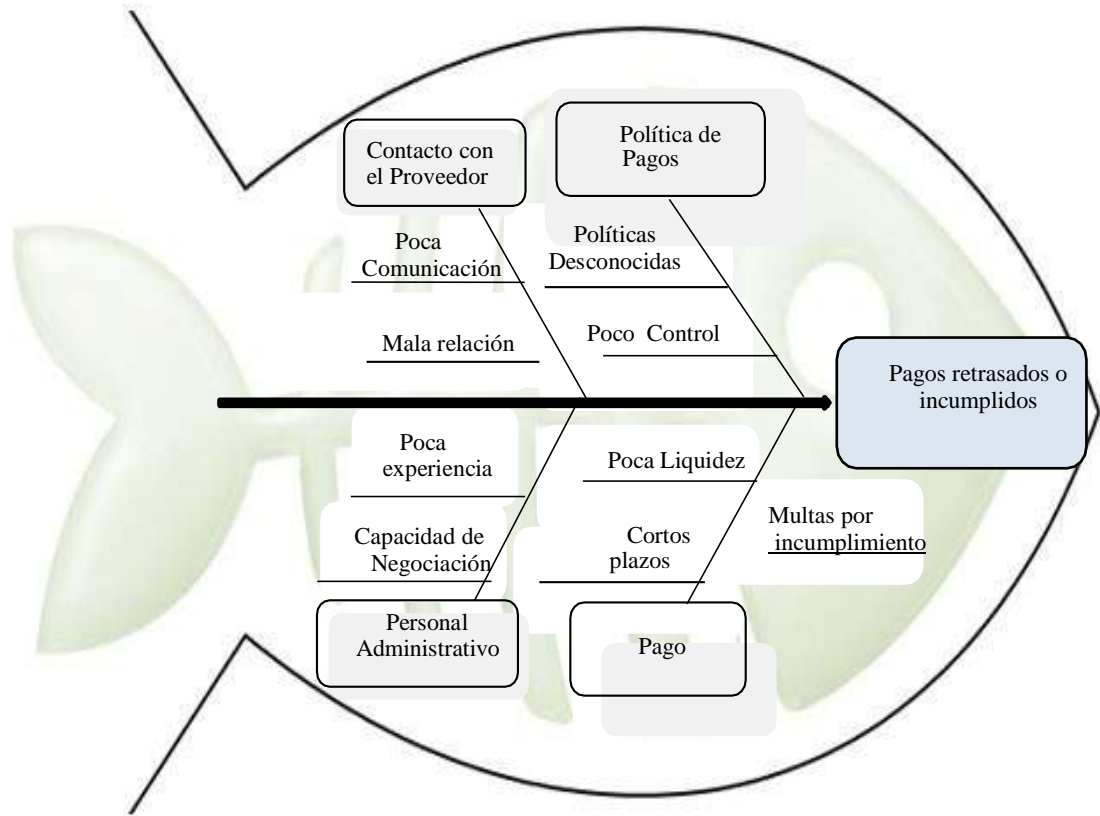 Contacto con
el Proveedor
Política de
Pagos
Poca
Comunicación
Políticas
Desconocidas
Mala relación
Poco Control
Pagos retrasados o
incumplidos
Poca
experiencia
Poca Liquidez
Capacidad de
Negociación
Cortos
plazos
Multas por
incumplimiento
Personal
Administrativo
Pago